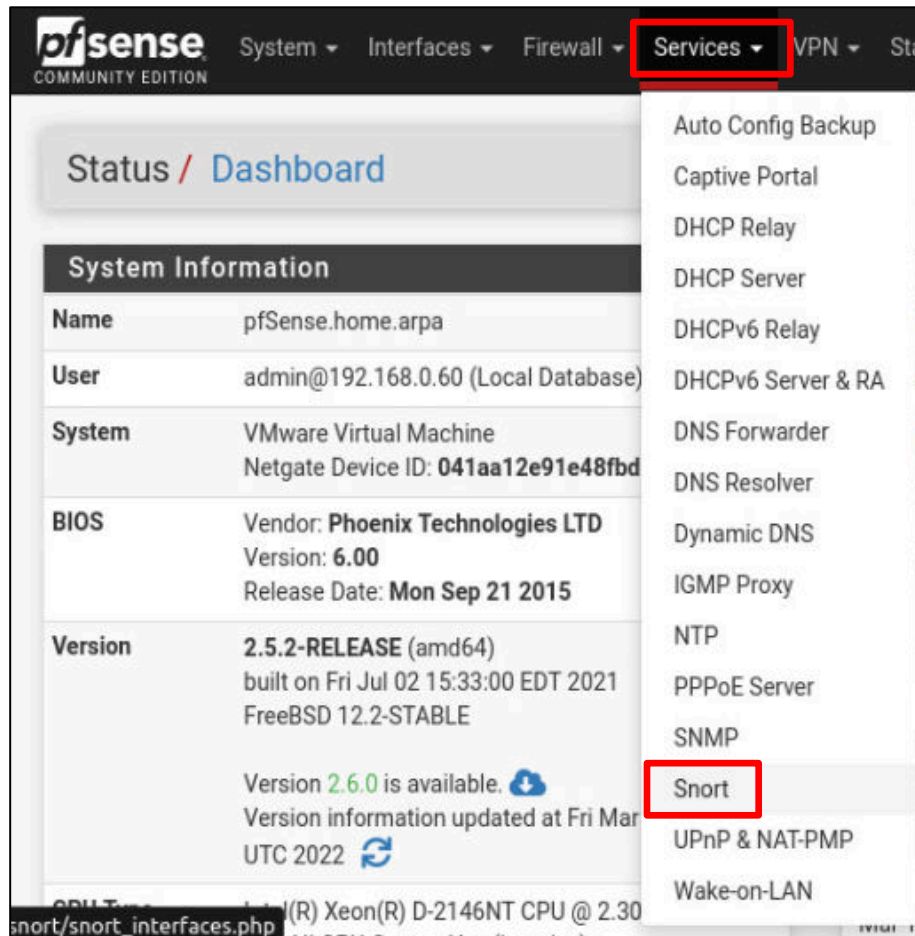 pfsense System Interfaces Firewall Services VPN Sta
COMMUNITY EDITION
Auto Config Backup
Captive Portal
DHCP Relay
DHCP Server
DHCPv6 Relay
DHCPv6 Server & RA
DNS Forwarder
DNS Resolver
Dynamic DNS
IGMP Proxy
NTP
PPPoE Server
SNMP
Snort
UPnP & NAT-PMP
Wake-on-LAN
Status / Dashboard
System Information
Name pfSense.home.arpa
User admin@192.168.0.60 (Local Database)
System VMware Virtual Machine
Netgate Device ID: 041aa12e91e48fbd
BIOS Vendor: Phoenix Technologies LTD
Version: 6.00
Release Date: Mon Sep 21 2015
Version 2.5.2-RELEASE (amd64)
built on Fri Jul 02 15:33:00 EDT 2021
FreeBSD 12.2-STABLE
Version 2.6.0 is available.
Version information updated at Fri Mar
UTC 2022
CPU Type (R) Xeon(R) D-2146NT CPU @ 2.30
snort/snort_interfaces.php